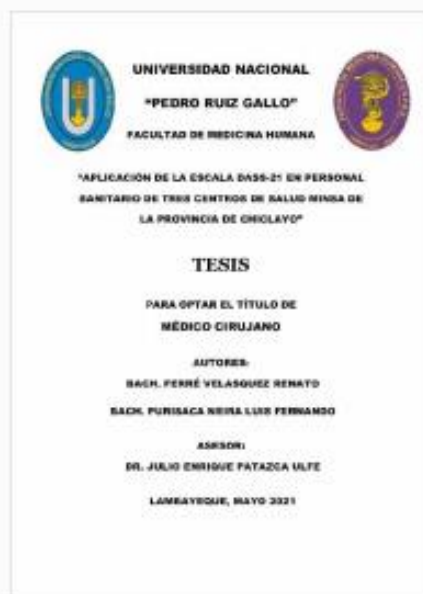 UNIVERSIDAD NACIONAL
"PEDRO RUIZ GALLO"
FACULTAD DE MEDICINA HUMANA
"APLICACIÓN DE LA ESCALA DASS-21 EN PERSONAL
SANITARIO DE TRES CENTROS DE SALUD MINSA DE
LA PROVINCIA DE CHICLAYO"
TESIS
PARA OPTAR EL TÍTULO DE
MÉDICO CIRUJANO
AUTORES:
BACH. FERRÉ VELASQUEZ RENATO
BACH. PURISACA NEIRA LUIS FERNANDO
ASESOR:
DR. JULIO ENRIQUE PATAZCA ULFE
LAMBAYEQUE, MAYO 2021